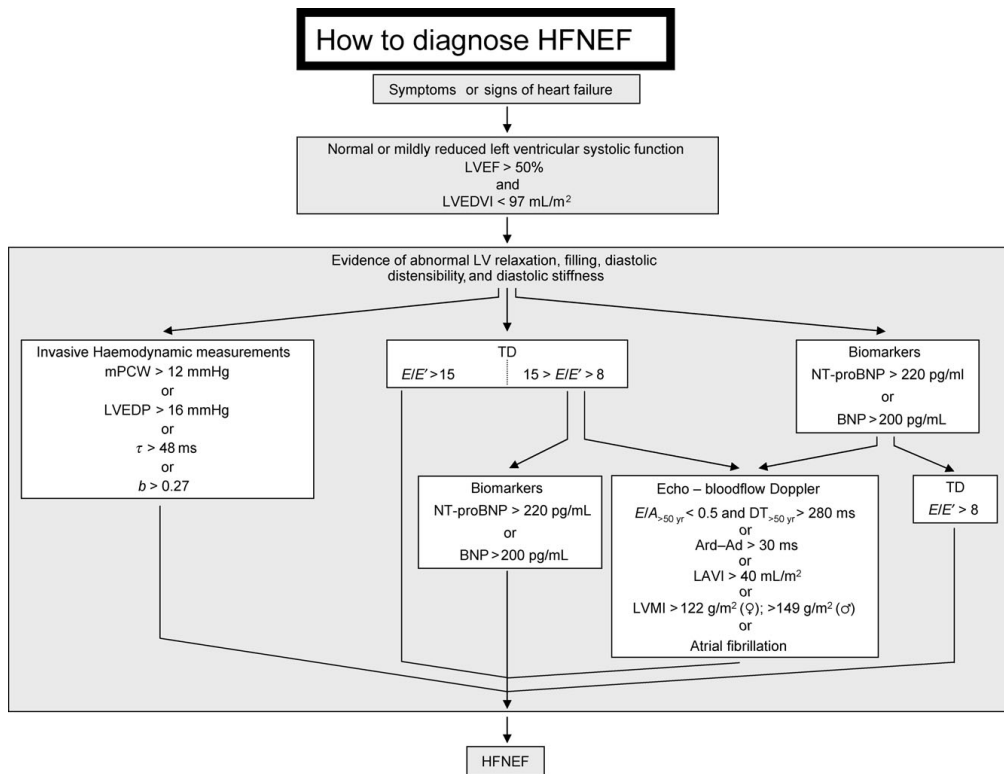 How to diagnose HFNEF
Symptoms or signs of heart failure
Normal or mildly reduced left ventricular systolic function
LVEF > 50%
and
LVEDVI < 97 mL/m²
Evidence of abnormal LV relaxation, filling, diastolic
distensibility, and diastolic stiffness
Invasive Haemodynamic measurements
mPCW > 12 mmHg
or
LVEDP > 16 mmHg
or
τ > 48 ms
or
b > 0.27
TD
E/E′ > 15
15 > E/E′ > 8
Biomarkers
NT-proBNP > 220 pg/ml
or
BNP > 200 pg/mL
Biomarkers
NT-proBNP > 220 pg/mL
or
BNP > 200 pg/mL
Echo – bloodflow Doppler
E/A>50 yr < 0.5 and DT>50 yr > 280 ms
or
Ard–Ad > 30 ms
or
LAVI > 40 mL/m²
or
LVMI > 122 g/m² (♀); >149 g/m² (♂)
or
Atrial fibrillation
TD
E/E′ > 8
HFNEF